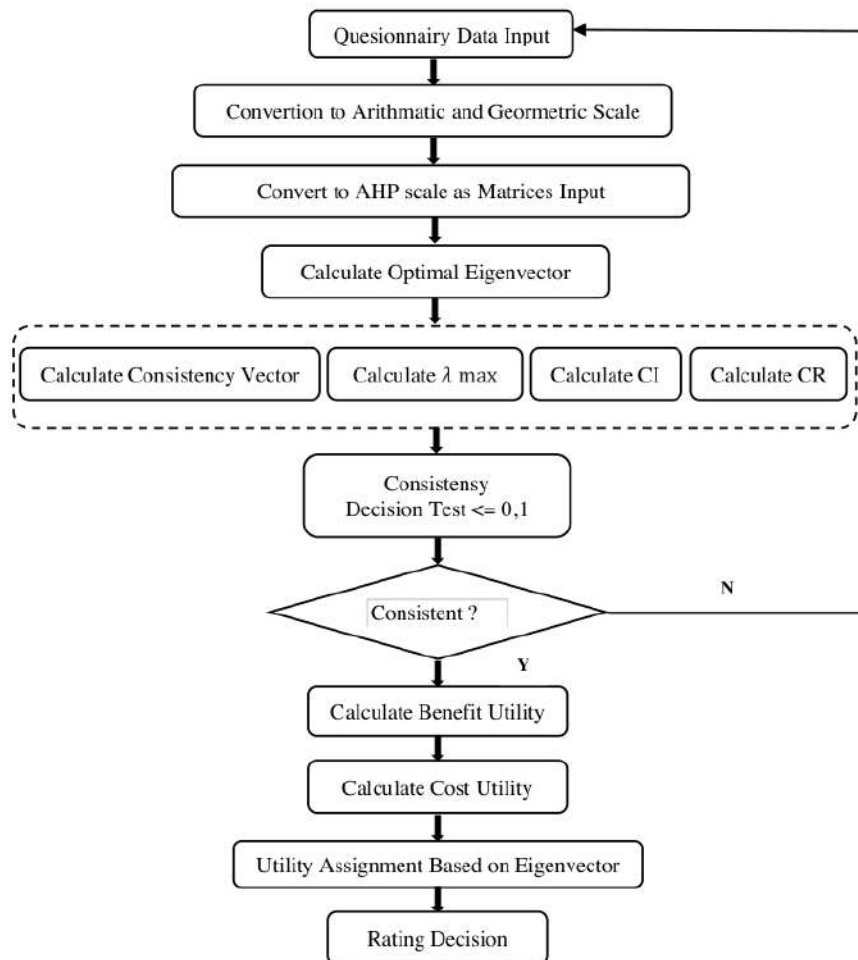 Quesionnairy Data Input
Convertion to Arithmatic and Geormetric Scale
Convert to AHP scale as Matrices Input
Calculate Optimal Eigenvector
Calculate Consistency Vector
Calculate λ max
Calculate CI
Calculate CR
Consistensy
Decision Test <= 0,1
Consistent ?
N
Y
Calculate Benefit Utility
Calculate Cost Utility
Utility Assignment Based on Eigenvector
Rating Decision